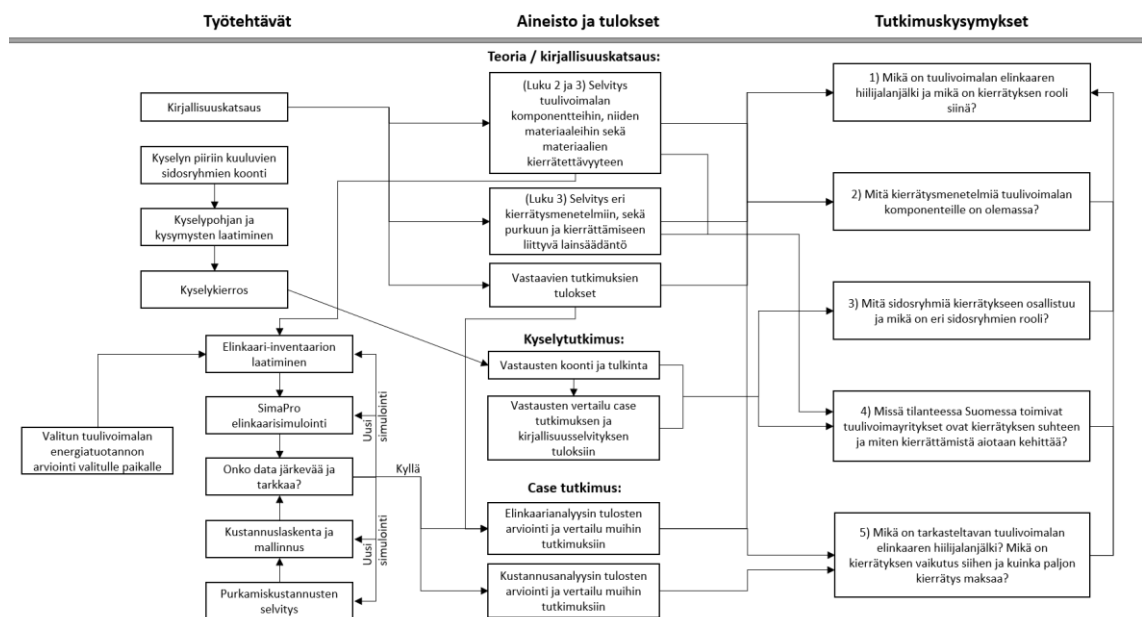 Työtehtävät
Aineisto ja tulokset
Tutkimuskysymykset
Kirjallisuuskatsaus
Kyselyn piiriin kuuluvien
sidosryhmien koonti
Kyselypohjan ja
kysymysten laatiminen
Kyselykierros
Elinkaari-inventaarion
laatiminen
SimaPro
elinkaarisimulointi
Uusi
simulointi
Valitun tuulivoimalan
energiatuotannon
arviointi valitulle paikalle
Onko data järkevää ja
tarkkaa?
Kyllä
Kustannuslaskenta ja
mallinnus
Uusi
simulointi
Purkamiskustannusten
selvitys
Teoria / kirjallisuuskatsaus:
(Luku 2 ja 3) Selvitys
tuulivoimalan
komponentteihin, niiden
materiaaleihin sekä
materiaalien
kierrätettävyyteen
(Luku 3) Selvitys eri
kierrätysmenetelmiin, sekä
purkuun ja kierrättämiseen
liittyvä lainsäädäntö
Vastaavien tutkimuksien
tulokset
Kyselytutkimus:
Vastausten koonti ja tulkinta
Vastausten vertailu case
tutkimuksen ja
kirjallisuusselvityksen
tuloksiin
Case tutkimus:
Elinkaarianalyysin tulosten
arviointi ja vertailu muihin
tutkimuksiin
Kustannusanalyysin tulosten
arviointi ja vertailu muihin
tutkimuksiin
1) Mikä on tuulivoimalan elinkaaren
hiilijalanjälki ja mikä on kierrätyksen rooli
siinä?
2) Mitä kierrätysmenetelmiä tuulivoimalan
komponenteille on olemassa?
3) Mitä sidosryhmiä kierrätykseen osallistuu
ja mikä on eri sidosryhmien rooli?
4) Missä tilanteessa Suomessa toimivat
tuulivoimayritykset ovat kierrätyksen suhteen
ja miten kierrättämistä aiotaan kehittää?
5) Mikä on tarkasteltavan tuulivoimalan
elinkaaren hiilijalanjälki? Mikä on
kierrätyksen vaikutus siihen ja kuinka paljon
kierrätys maksaa?